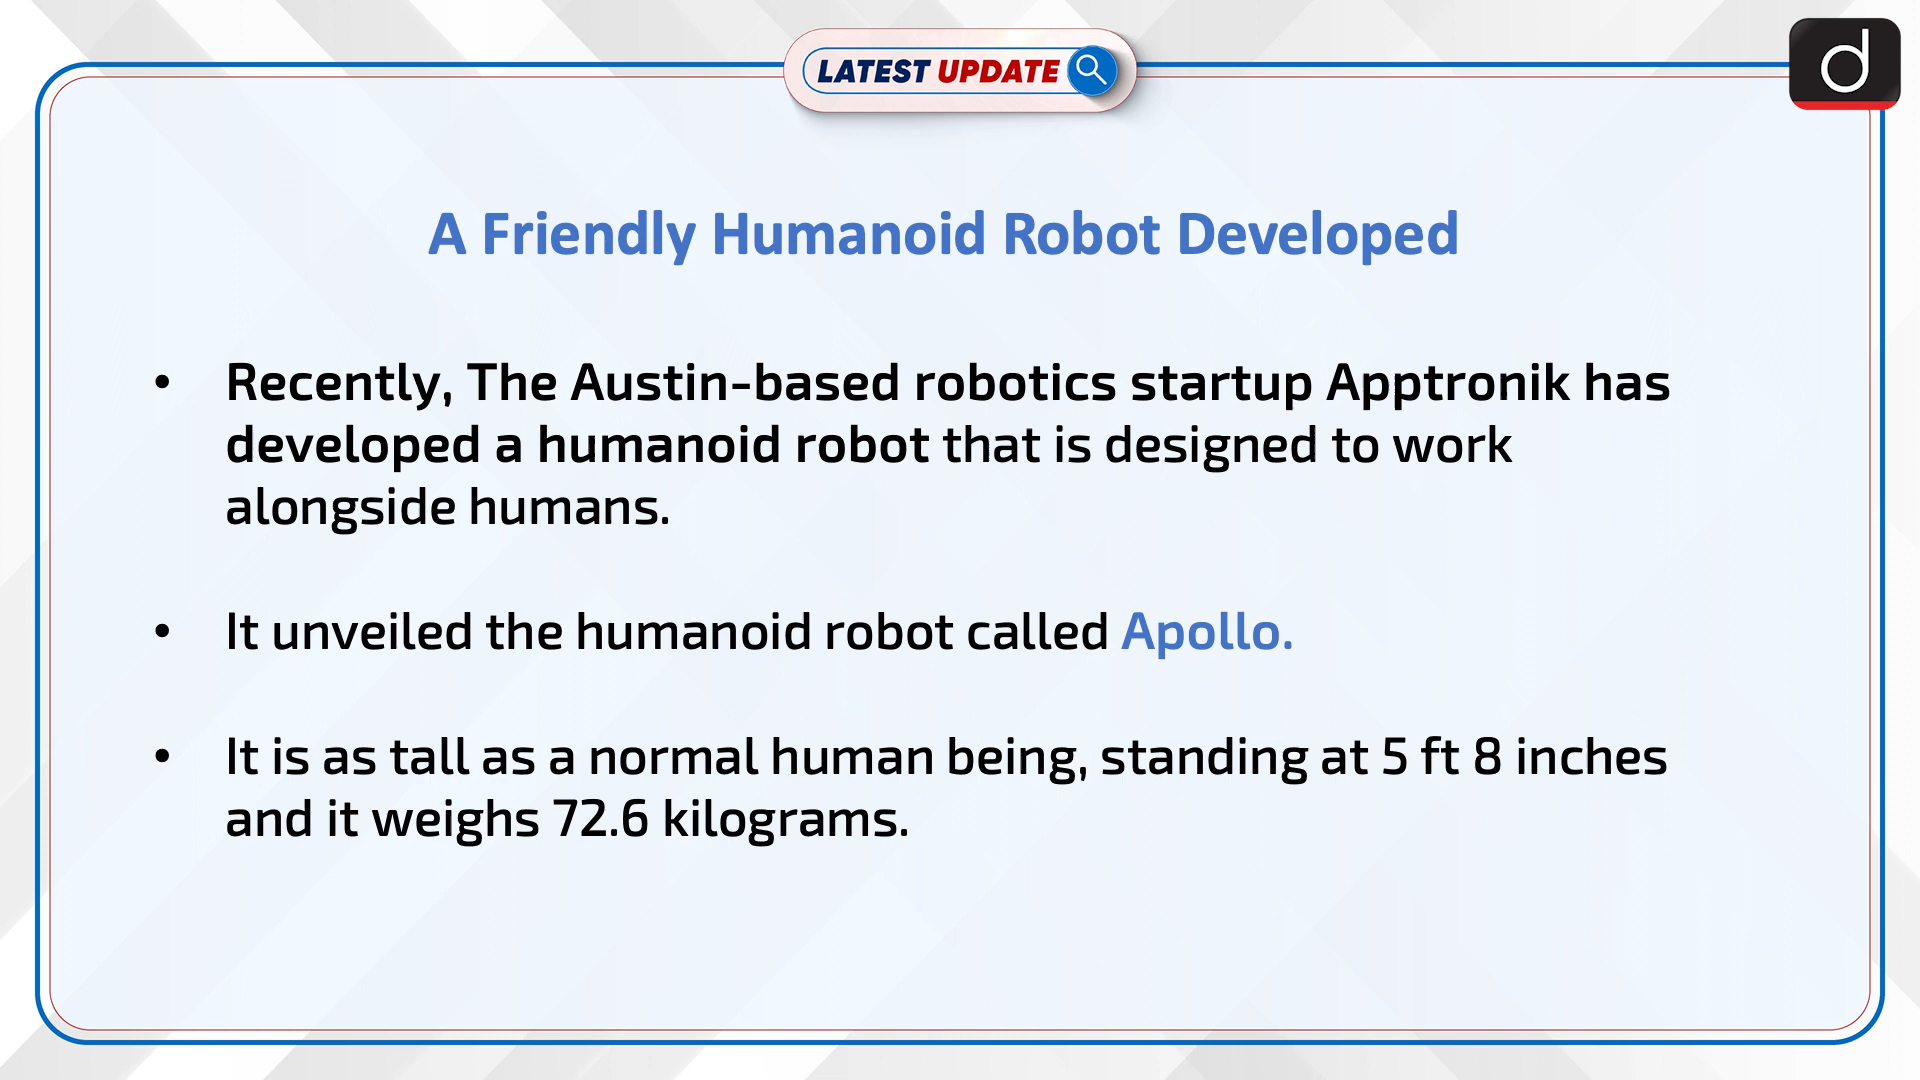 LATEST UPDATE
d
A Friendly Humanoid Robot Developed
• Recently, The Austin-based robotics startup Apptronik has
developed a humanoid robot that is designed to work
alongside humans.
• It unveiled the humanoid robot called Apollo.
• It is as tall as a normal human being, standing at 5 ft 8 inches
and it weighs 72.6 kilograms.